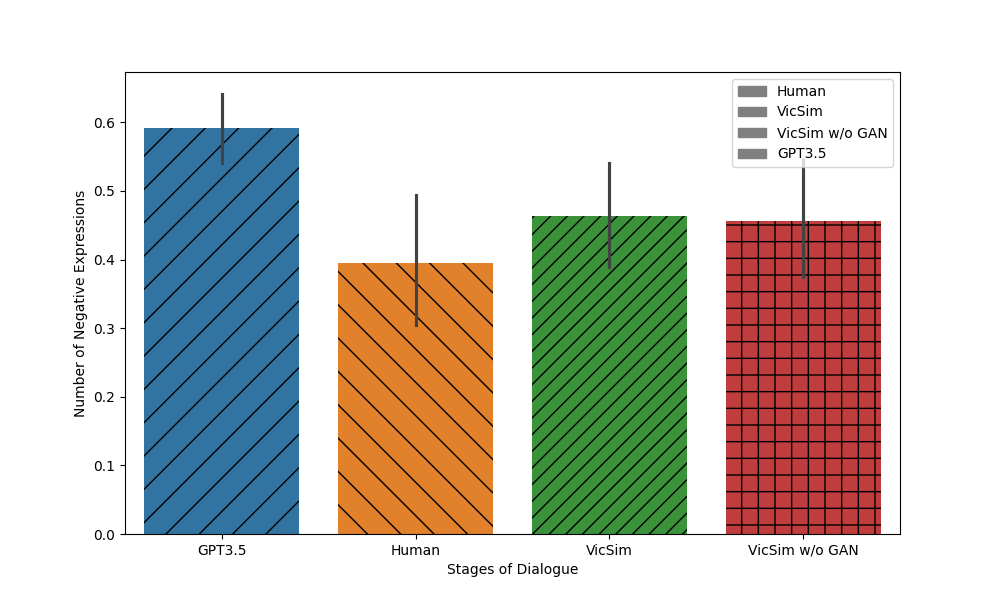 Human
VicSim
VicSim w/o GAN
GPT3.5
Number of Negative Expressions
0.6
0.5
0.4
0.3
0.2
0.1
0.0
GPT3.5 Human VicSim VicSim w/o GAN
Stages of Dialogue